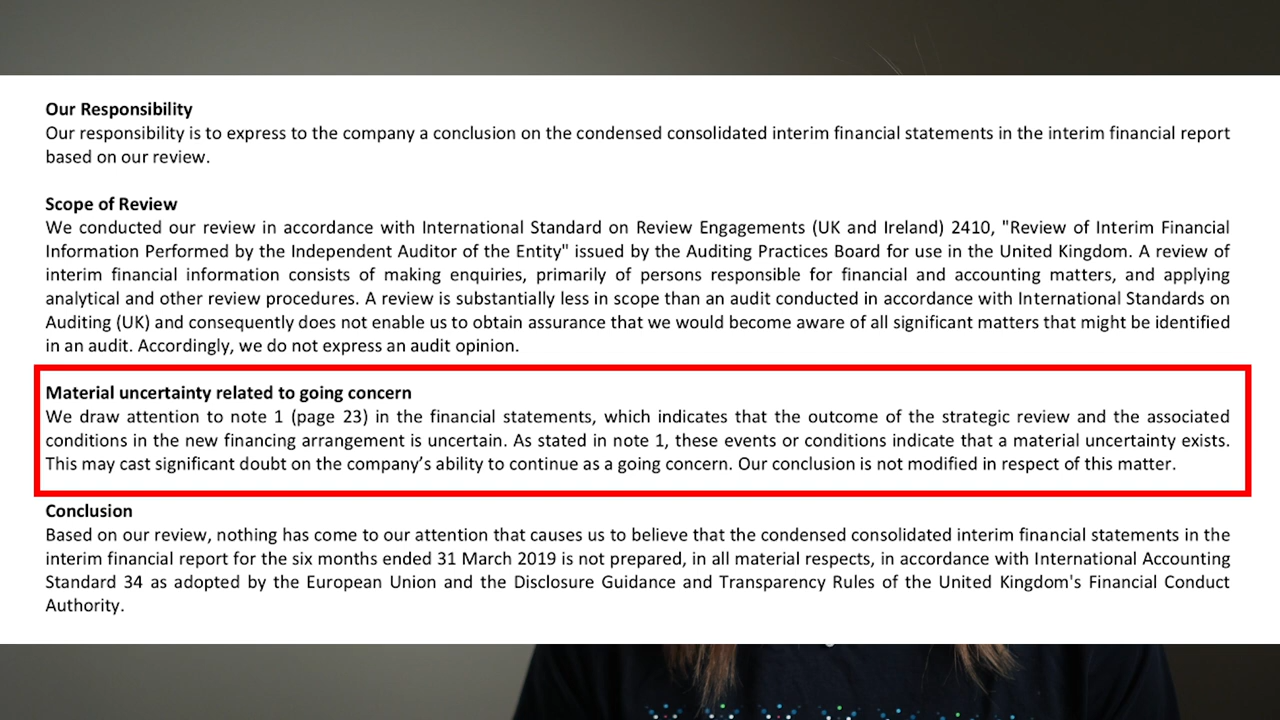 Our Responsibility
Our responsibility is to express to the company a conclusion on the condensed consolidated interim financial statements in the interim financial report
based on our review.
Scope of Review
We conducted our review in accordance with International Standard on Review Engagements (UK and Ireland) 2410, "Review of Interim Financial
Information Performed by the Independent Auditor of the Entity" issued by the Auditing Practices Board for use in the United Kingdom. A review of
interim financial information consists of making enquiries, primarily of persons responsible for financial and accounting matters, and applying
analytical and other review procedures. A review is substantially less in scope than an audit conducted in accordance with International Standards on
Auditing (UK) and consequently does not enable us to obtain assurance that we would become aware of all significant matters that might be identified
in an audit. Accordingly, we do not express an audit opinion.
Material uncertainty related to going concern
We draw attention to note 1 (page 23) in the financial statements, which indicates that the outcome of the strategic review and the associated
conditions in the new financing arrangement is uncertain. As stated in note 1, these events or conditions indicate that a material uncertainty exists.
This may cast significant doubt on the company’s ability to continue as a going concern. Our conclusion is not modified in respect of this matter.
Conclusion
Based on our review, nothing has come to our attention that causes us to believe that the condensed consolidated interim financial statements in the
interim financial report for the six months ended 31 March 2019 is not prepared, in all material respects, in accordance with International Accounting
Standard 34 as adopted by the European Union and the Disclosure Guidance and Transparency Rules of the United Kingdom's Financial Conduct
Authority.